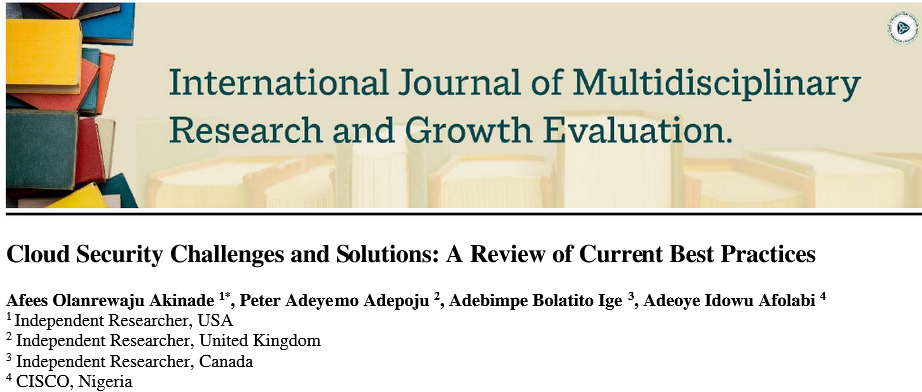 International Journal of Multidisciplinary
Research and Growth Evaluation.
Cloud Security Challenges and Solutions: A Review of Current Best Practices
Afees Olanrewaju Akinade 1*, Peter Adeyemo Adepoju 2, Adebimpe Bolatito Ige 3, Adeoye Idowu Afolabi 4
1 Independent Researcher, USA
2 Independent Researcher, United Kingdom
3 Independent Researcher, Canada
4 CISCO, Nigeria